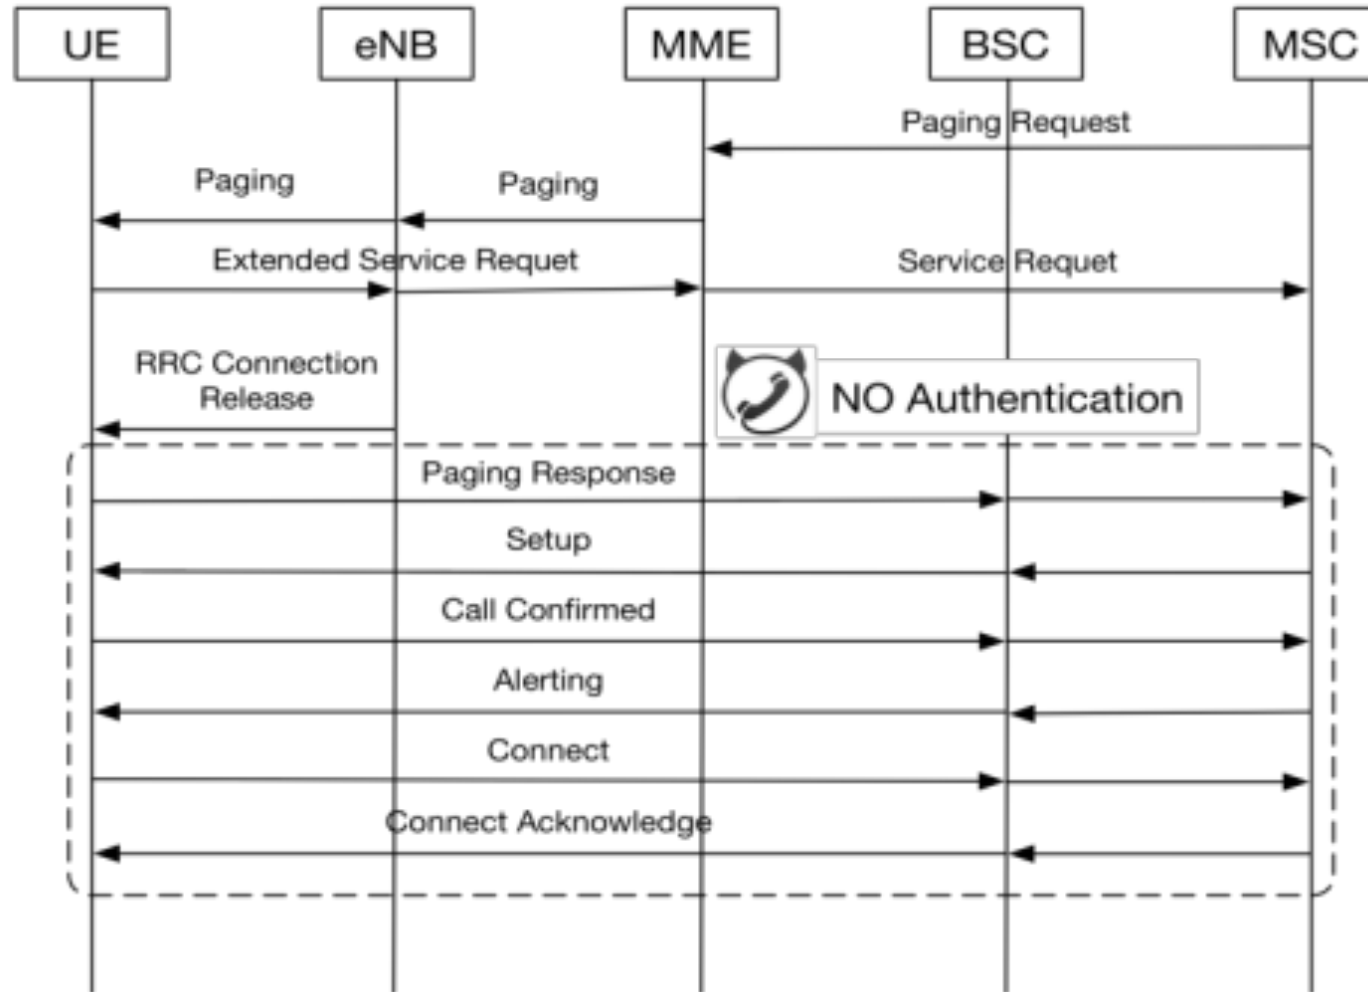 UE
eNB
MME
BSC
MSC
Paging Request
Paging
Paging
Extended Service Requet
Service Requet
RRC Connection
Release
NO Authentication
Paging Response
Setup
Call Confirmed
Alerting
Connect
Connect Acknowledge